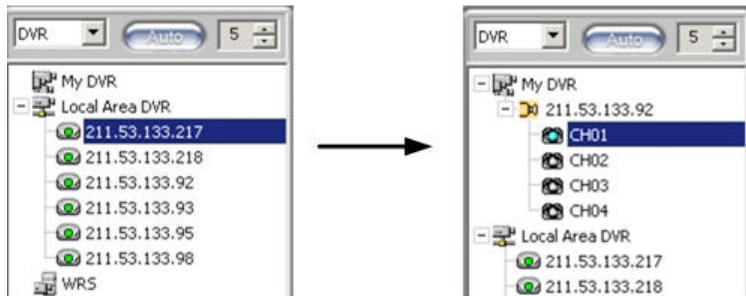 DVR Auto 5
My DVR
Local Area DVR
211.53.133.217
211.53.133.218
211.53.133.92
211.53.133.93
211.53.133.95
211.53.133.98
WRS
DVR Auto 5
My DVR
211.53.133.92
CH01
CH02
CH03
CH04
Local Area DVR
211.53.133.217
211.53.133.218